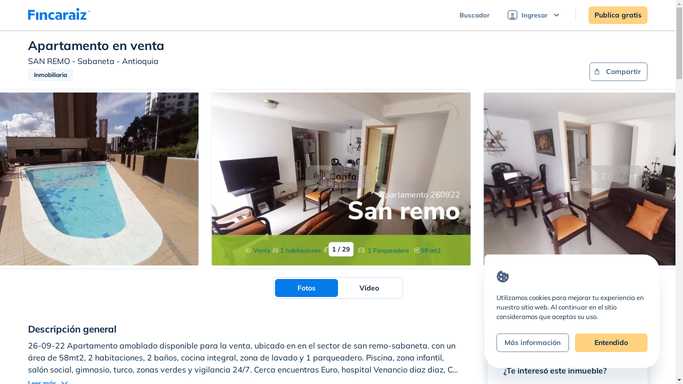 Fincaraiz
Buscador
Ingresar
Publica gratis
Apartamento en venta
SAN REMO - Sabaneta - Antioquia
Inmobiliaria
Compartir
Apartamento 260922
San remo
Venta
habitaciones
1 / 29
1 Parqueadero
58 mt2
Fotos
Video
Descripción general
26-09-22 Apartamento amoblado disponible para la venta, ubicado en en el sector de san remo-sabaneta, con un
área de 58mt2, 2 habitaciones, 2 baños, cocina integral, zona de lavado y 1 parqueadero. Piscina, zona infantil,
salón social, gimnasio, turco, zonas verdes y vigilancia 24/7. Cerca encuentras Euro, hospital Venancio diaz diaz, C...
Leer más
Utilizamos cookies para mejorar tu experiencia en
nuestro sitio web. Al continuar en el sitio
consideramos que aceptas su uso.
Más información
Entendido
¿Te interesó este inmueble?